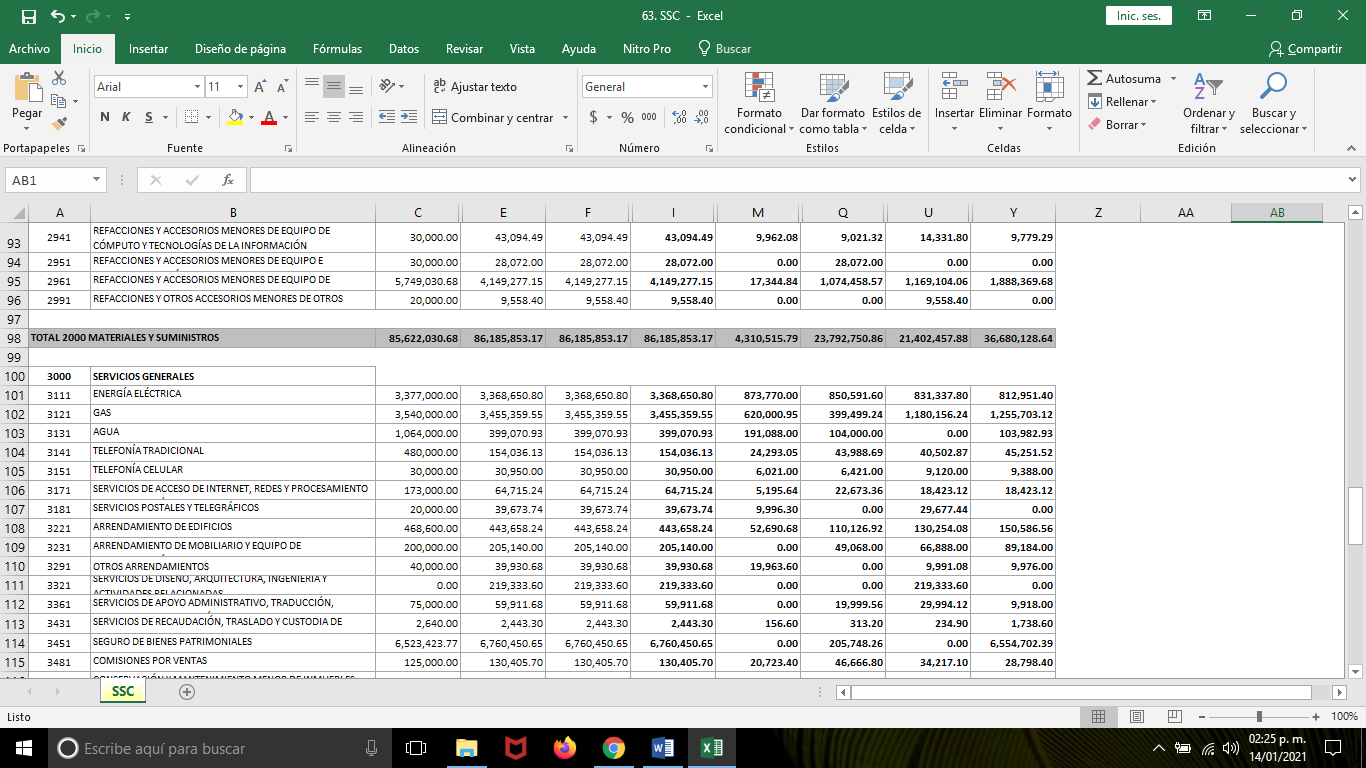 63. SSC - Excel
Inic. ses.
Archivo Inicio Insertar Diseño de página Fórmulas Datos Revisar Vista Ayuda Nitro Pro Buscar Compartir
Pegar
Arial 11
N K S
Ajustar texto
Combinar y centrar
General
$ % 000
Formato condicional
Dar formato como tabla
Estilos de celda
Insertar Eliminar Formato
Autosuma
Rellenar
Borrar
Ordenar y filtrar
Buscar y seleccionar
Portapapeles Fuente Alineación Número Estilos Celdas Edición
AB1 fx
A B C E F I M Q U Y Z AA AB
93 2941 REFACCIONES Y ACCESORIOS MENORES DE EQUIPO DE CÓMPUTO Y TECNOLOGÍAS DE LA INFORMACIÓN 30,000.00 43,094.49 43,094.49 43,094.49 9,962.08 9,021.32 14,331.80 9,779.29
94 2951 REFACCIONES Y ACCESORIOS MENORES DE EQUIPO E 30,000.00 28,072.00 28,072.00 28,072.00 0.00 28,072.00 0.00 0.00
95 2961 REFACCIONES Y ACCESORIOS MENORES DE EQUIPO DE 5,749,030.68 4,149,277.15 4,149,277.15 4,149,277.15 17,344.84 1,074,458.57 1,169,104.06 1,888,369.68
96 2991 REFACCIONES Y OTROS ACCESORIOS MENORES DE OTROS 20,000.00 9,558.40 9,558.40 9,558.40 0.00 0.00 9,558.40 0.00
97
98 TOTAL 2000 MATERIALES Y SUMINISTROS 85,622,030.68 86,185,853.17 86,185,853.17 86,185,853.17 4,310,515.79 23,792,750.86 21,402,457.88 36,680,128.64
99
100 3000 SERVICIOS GENERALES
101 3111 ENERGÍA ELÉCTRICA 3,377,000.00 3,368,650.80 3,368,650.80 3,368,650.80 873,770.00 850,591.60 831,337.80 812,951.40
102 3121 GAS 3,540,000.00 3,455,359.55 3,455,359.55 3,455,359.55 620,000.95 399,499.24 1,180,156.24 1,255,703.12
103 3131 AGUA 1,064,000.00 399,070.93 399,070.93 399,070.93 191,088.00 104,000.00 0.00 103,982.93
104 3141 TELEFONÍA TRADICIONAL 480,000.00 154,036.13 154,036.13 154,036.13 24,293.05 43,988.69 40,502.87 45,251.52
105 3151 TELEFONÍA CELULAR 30,000.00 30,950.00 30,950.00 30,950.00 6,021.00 6,421.00 9,120.00 9,388.00
106 3171 SERVICIOS DE ACCESO DE INTERNET, REDES Y PROCESAMIENTO 173,000.00 64,715.24 64,715.24 64,715.24 5,195.64 22,673.36 18,423.12 18,423.12
107 3181 SERVICIOS POSTALES Y TELEGRÁFICOS 20,000.00 39,673.74 39,673.74 39,673.74 9,996.30 0.00 29,677.44 0.00
108 3221 ARRENDAMIENTO DE EDIFICIOS 468,600.00 443,658.24 443,658.24 443,658.24 52,690.68 110,126.92 130,254.08 150,586.56
109 3231 ARRENDAMIENTO DE MOBILIARIO Y EQUIPO DE 200,000.00 205,140.00 205,140.00 205,140.00 0.00 49,068.00 66,888.00 89,184.00
110 3291 OTROS ARRENDAMIENTOS 40,000.00 39,930.68 39,930.68 39,930.68 19,963.60 0.00 9,991.08 9,976.00
111 3321 SERVICIOS DE DISEÑO, ARQUITECTURA, INGENIERÍA Y ACTIVIDADES RELACIONADAS 0.00 219,333.60 219,333.60 219,333.60 0.00 0.00 219,333.60 0.00
112 3361 SERVICIOS DE APOYO ADMINISTRATIVO, TRADUCCIÓN, 75,000.00 59,911.68 59,911.68 59,911.68 0.00 19,999.56 29,994.12 9,918.00
113 3431 SERVICIOS DE RECAUDACIÓN, TRASLADO Y CUSTODIA DE 2,640.00 2,443.30 2,443.30 2,443.30 156.60 313.20 234.90 1,738.60
114 3451 SEGURO DE BIENES PATRIMONIALES 6,523,423.77 6,760,450.65 6,760,450.65 6,760,450.65 0.00 205,748.26 0.00 6,554,702.39
115 3481 COMISIONES POR VENTAS 125,000.00 130,405.70 130,405.70 130,405.70 20,723.40 46,666.80 34,217.10 28,798.40
CONSERVACIÓN Y MANTENIMIENTO MENOR DE INMUEBLES
SSC
Listo 100%
Escribe aquí para buscar
02:25 p. m.
14/01/2021